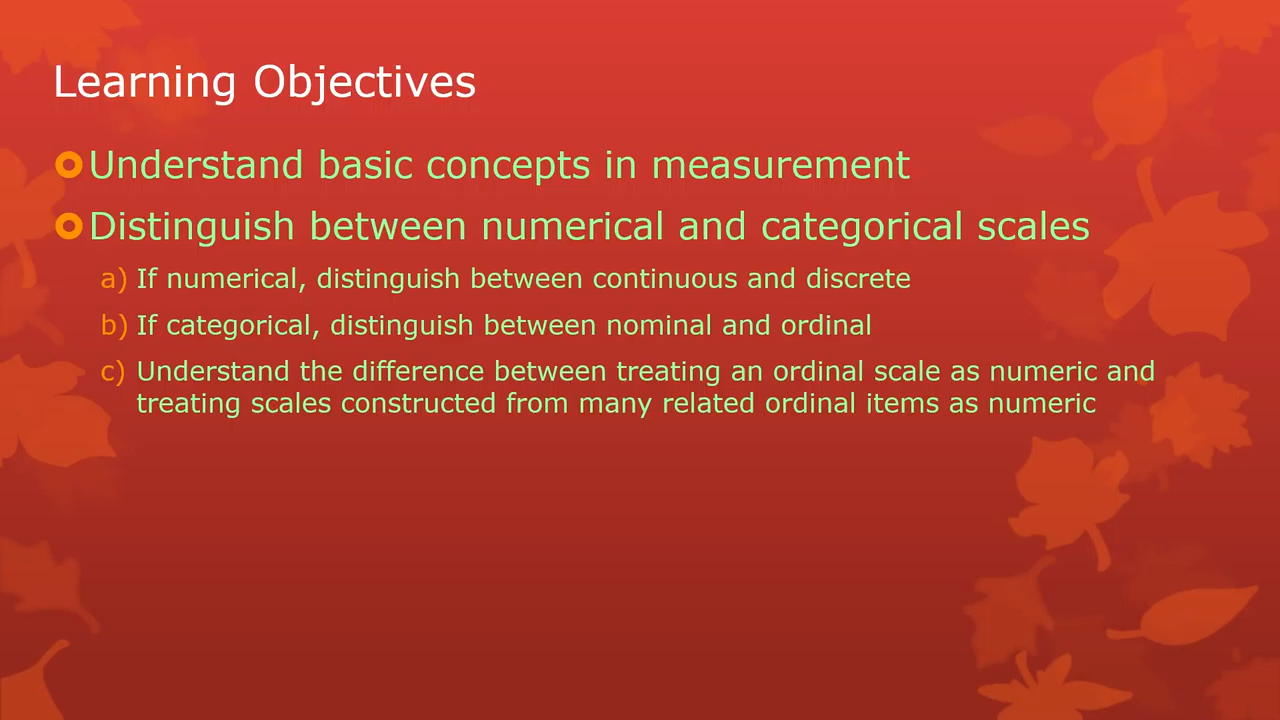 Learning Objectives
Understand basic concepts in measurement
Distinguish between numerical and categorical scales
a) If numerical, distinguish between continuous and discrete
b) If categorical, distinguish between nominal and ordinal
c) Understand the difference between treating an ordinal scale as numeric and
treating scales constructed from many related ordinal items as numeric